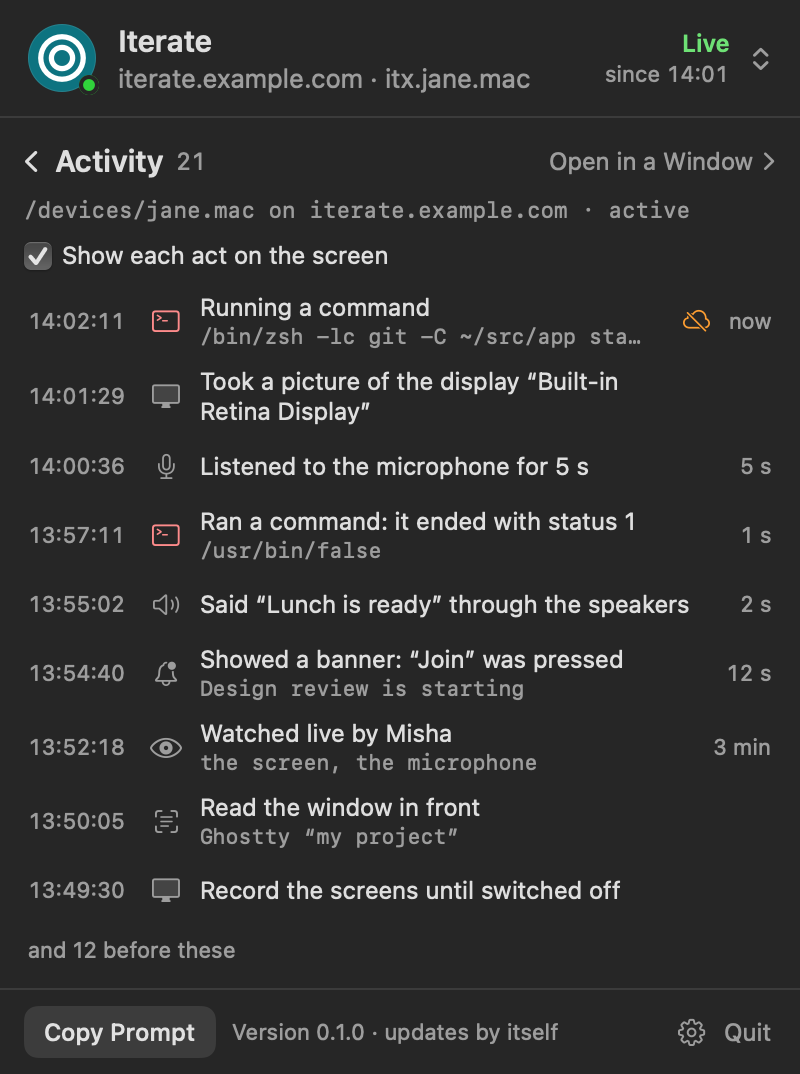 Iterate
iterate.example.com · itx.jane.mac
Live
since 14:01
Activity 21
Open in a Window
/devices/jane.mac on iterate.example.com · active
Show each act on the screen
14:02:11 Running a command now
/bin/zsh -lc git -C ~/src/app sta…
14:01:29 Took a picture of the display “Built-in
Retina Display”
14:00:36 Listened to the microphone for 5 s 5 s
13:57:11 Ran a command: it ended with status 1 1 s
/usr/bin/false
13:55:02 Said “Lunch is ready” through the speakers 2 s
13:54:40 Showed a banner: “Join” was pressed 12 s
Design review is starting
13:52:18 Watched live by Misha 3 min
the screen, the microphone
13:50:05 Read the window in front
Ghostty “my project”
13:49:30 Record the screens until switched off
and 12 before these
Copy Prompt Version 0.1.0 · updates by itself Quit